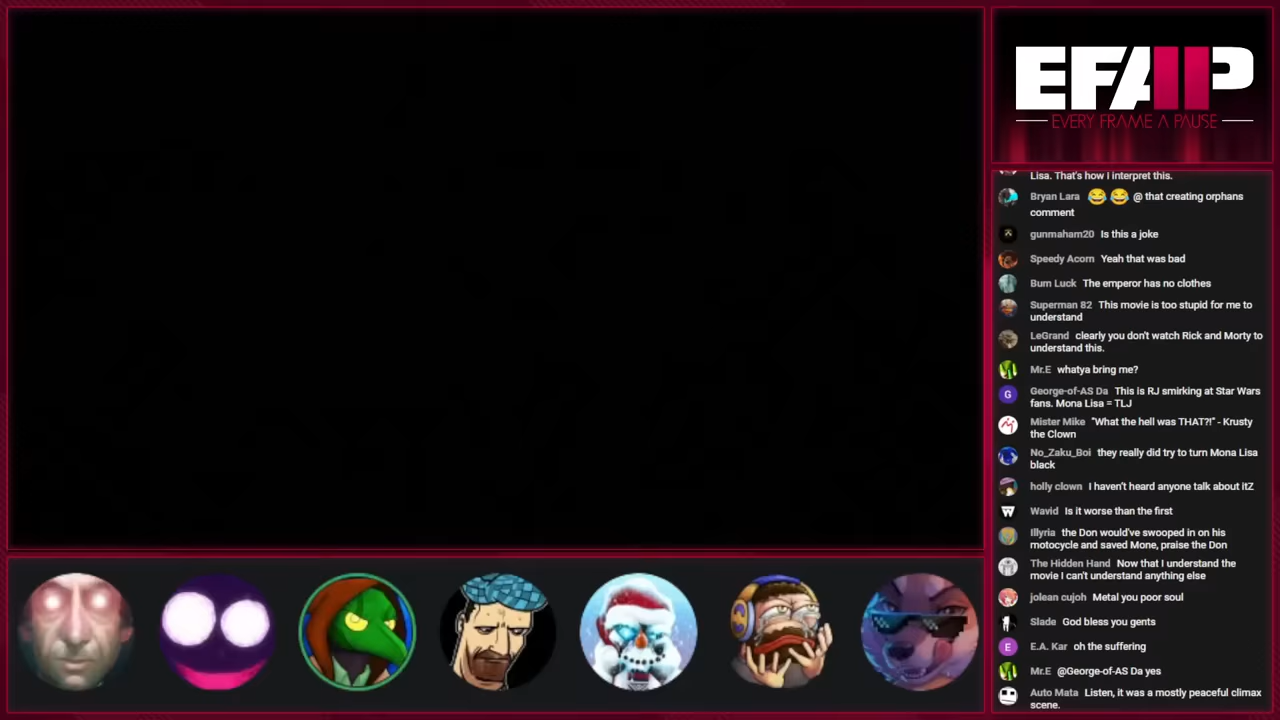 EFAP
EVERY FRAME A PAUSE
Lisa. That's how I interpret this.
Bryan Lara 😂 😂 @ that creating orphans
comment
gunmaham20 Is this a joke
Speedy Acorn Yeah that was bad
Bum Luck The emperor has no clothes
Superman 82 This movie is too stupid for me to
understand
LeGrand clearly you don't watch Rick and Morty to
understand this.
Mr.E whatya bring me?
G George-of-AS Da This is RJ smirking at Star Wars
fans. Mona Lisa = TLJ
Mister Mike "What the hell was THAT?!" - Krusty
the Clown
No_Zaku_Boi they really did try to turn Mona Lisa
black
holly clown I haven't heard anyone talk about itZ
W Wavid Is it worse than the first
Illyria the Don would've swooped in on his
motocycle and saved Mone, praise the Don
The Hidden Hand Now that I understand the
movie I can't understand anything else
jolean cujoh Metal you poor soul
Slade God bless you gents
E E.A. Kar oh the suffering
Mr.E @George-of-AS Da yes
Auto Mata Listen, it was a mostly peaceful climax
scene.